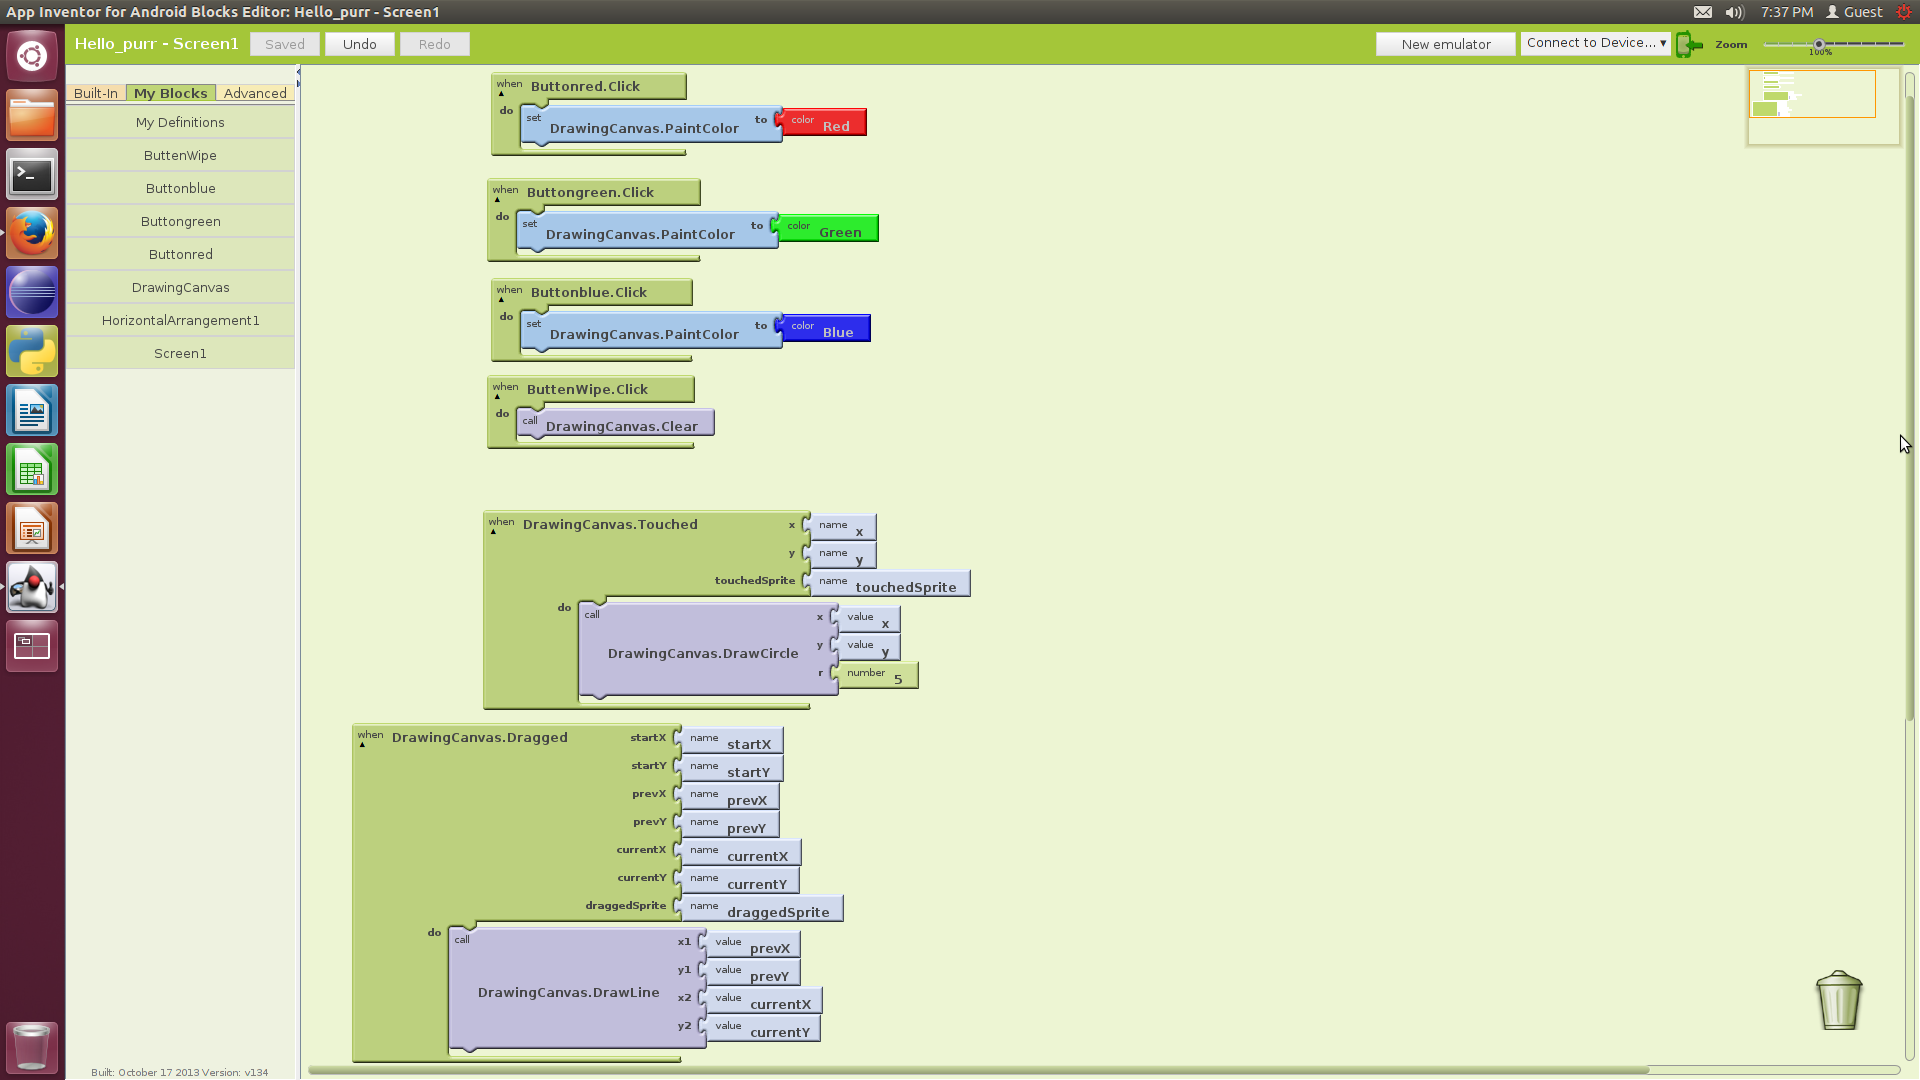 App Inventor for Android Blocks Editor: Hello_purr - Screen1
7:37 PM Guest
Hello_purr - Screen1 Saved Undo Redo New emulator Connect to Device... Zoom
100%
Built-In My Blocks Advanced
My Definitions
ButtenWipe
Buttonblue
Buttongreen
Buttonred
DrawingCanvas
HorizontalArrangement1
Screen1
Built: October 17 2013 Version: v134
when Buttonred.Click
do set DrawingCanvas.PaintColor to color Red
when Buttongreen.Click
do set DrawingCanvas.PaintColor to color Green
when Buttonblue.Click
do set DrawingCanvas.PaintColor to color Blue
when ButtenWipe.Click
do call DrawingCanvas.Clear
when DrawingCanvas.Touched x name x
y name y
touchedSprite name touchedSprite
do call x value x
DrawingCanvas.DrawCircle y value y
r number 5
when DrawingCanvas.Dragged startX name startX
startY name startY
prevX name prevX
prevY name prevY
currentX name currentX
currentY name currentY
draggedSprite name draggedSprite
do call x1 value prevX
y1 value prevY
DrawingCanvas.DrawLine x2 value currentX
y2 value currentY